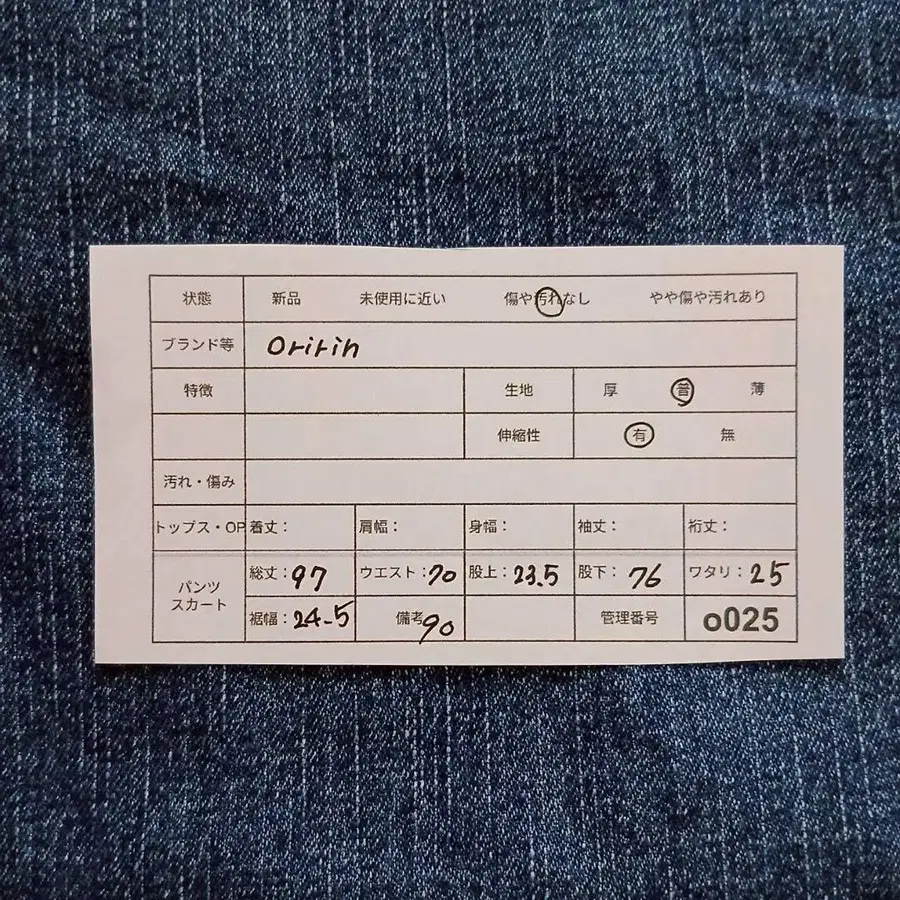 状態 新品 未使用に近い 傷や汚れなし やや傷や汚れあり
ブランド等 Oririn
特徴 生地 厚 普 薄
伸縮性 有 無
汚れ・傷み
トップス・OP 着丈： 肩幅： 身幅： 袖丈： 裄丈：
パンツ スカート 総丈：97 ウエスト：70 股上：23.5 股下：76 ワタリ：25
裾幅：24.5 備考 90 管理番号 o025